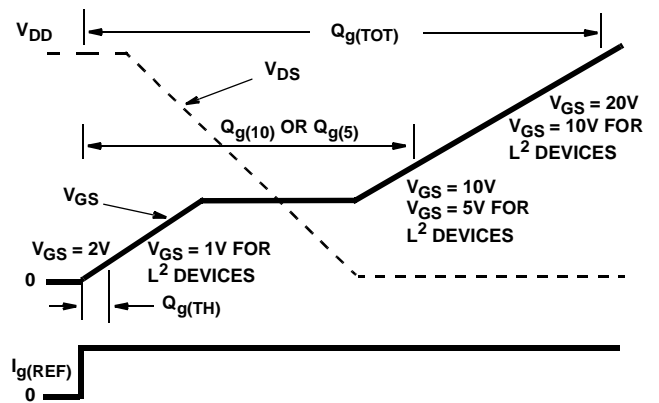 V_DD
Q_g(TOT)
V_DS
V_GS = 20V
V_GS = 10V FOR
L² DEVICES
Q_g(10) OR Q_g(5)
V_GS
V_GS = 10V
V_GS = 5V FOR
L² DEVICES
V_GS = 2V
V_GS = 1V FOR
L² DEVICES
0
Q_g(TH)
I_g(REF)
0